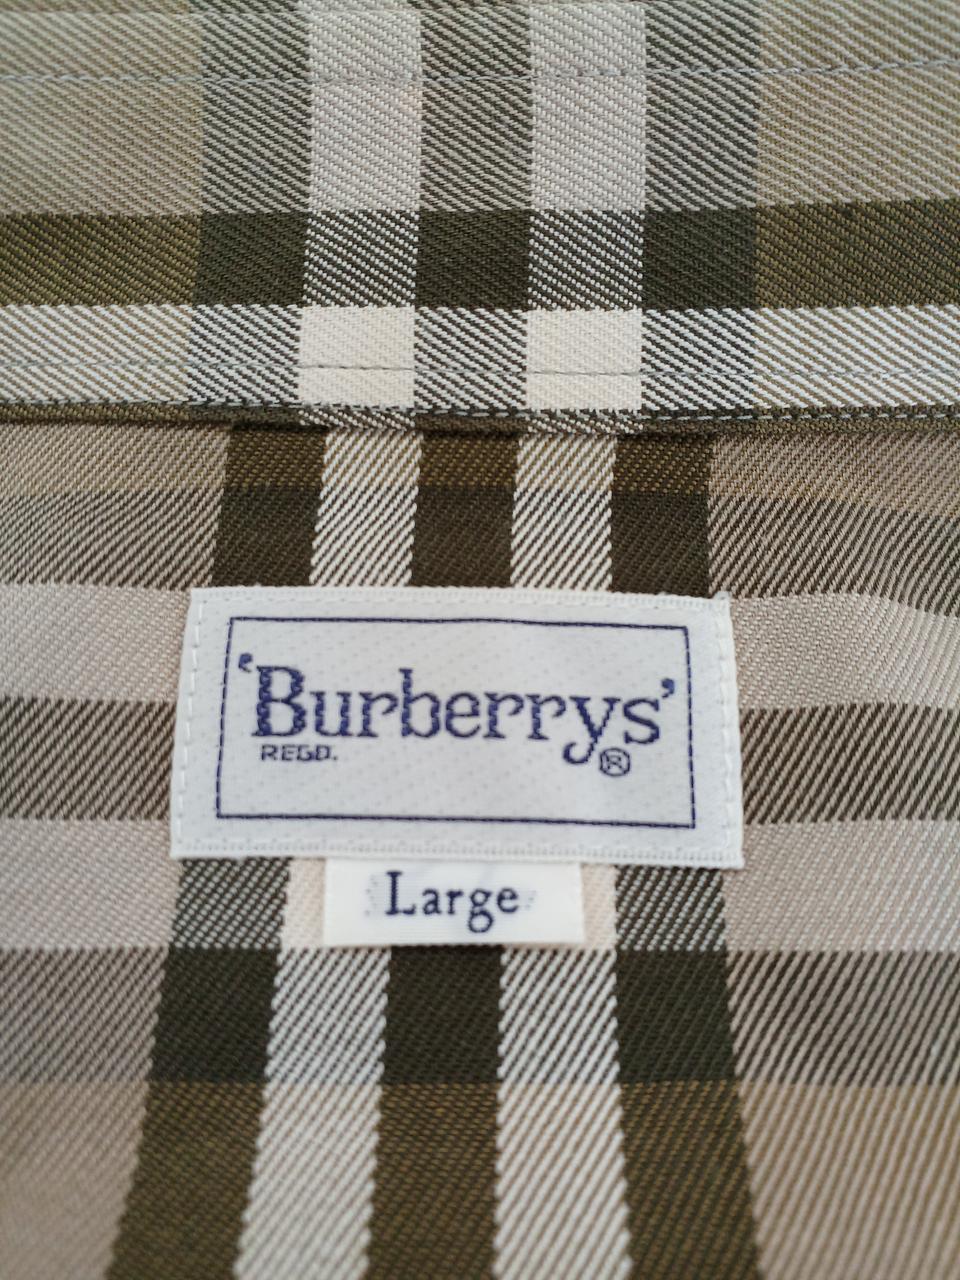 ‘Burberrys’
REGD. ®
Large